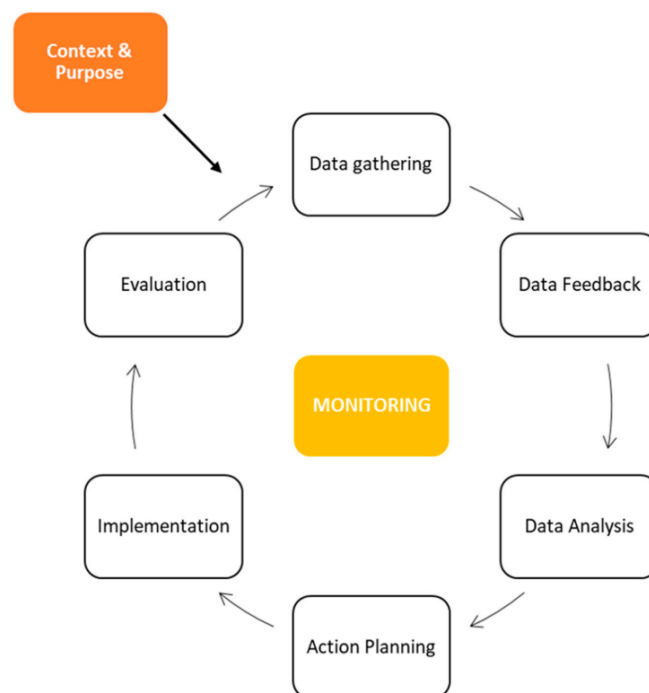 Context &
Purpose
Data gathering
Evaluation
Data Feedback
MONITORING
Implementation
Data Analysis
Action Planning